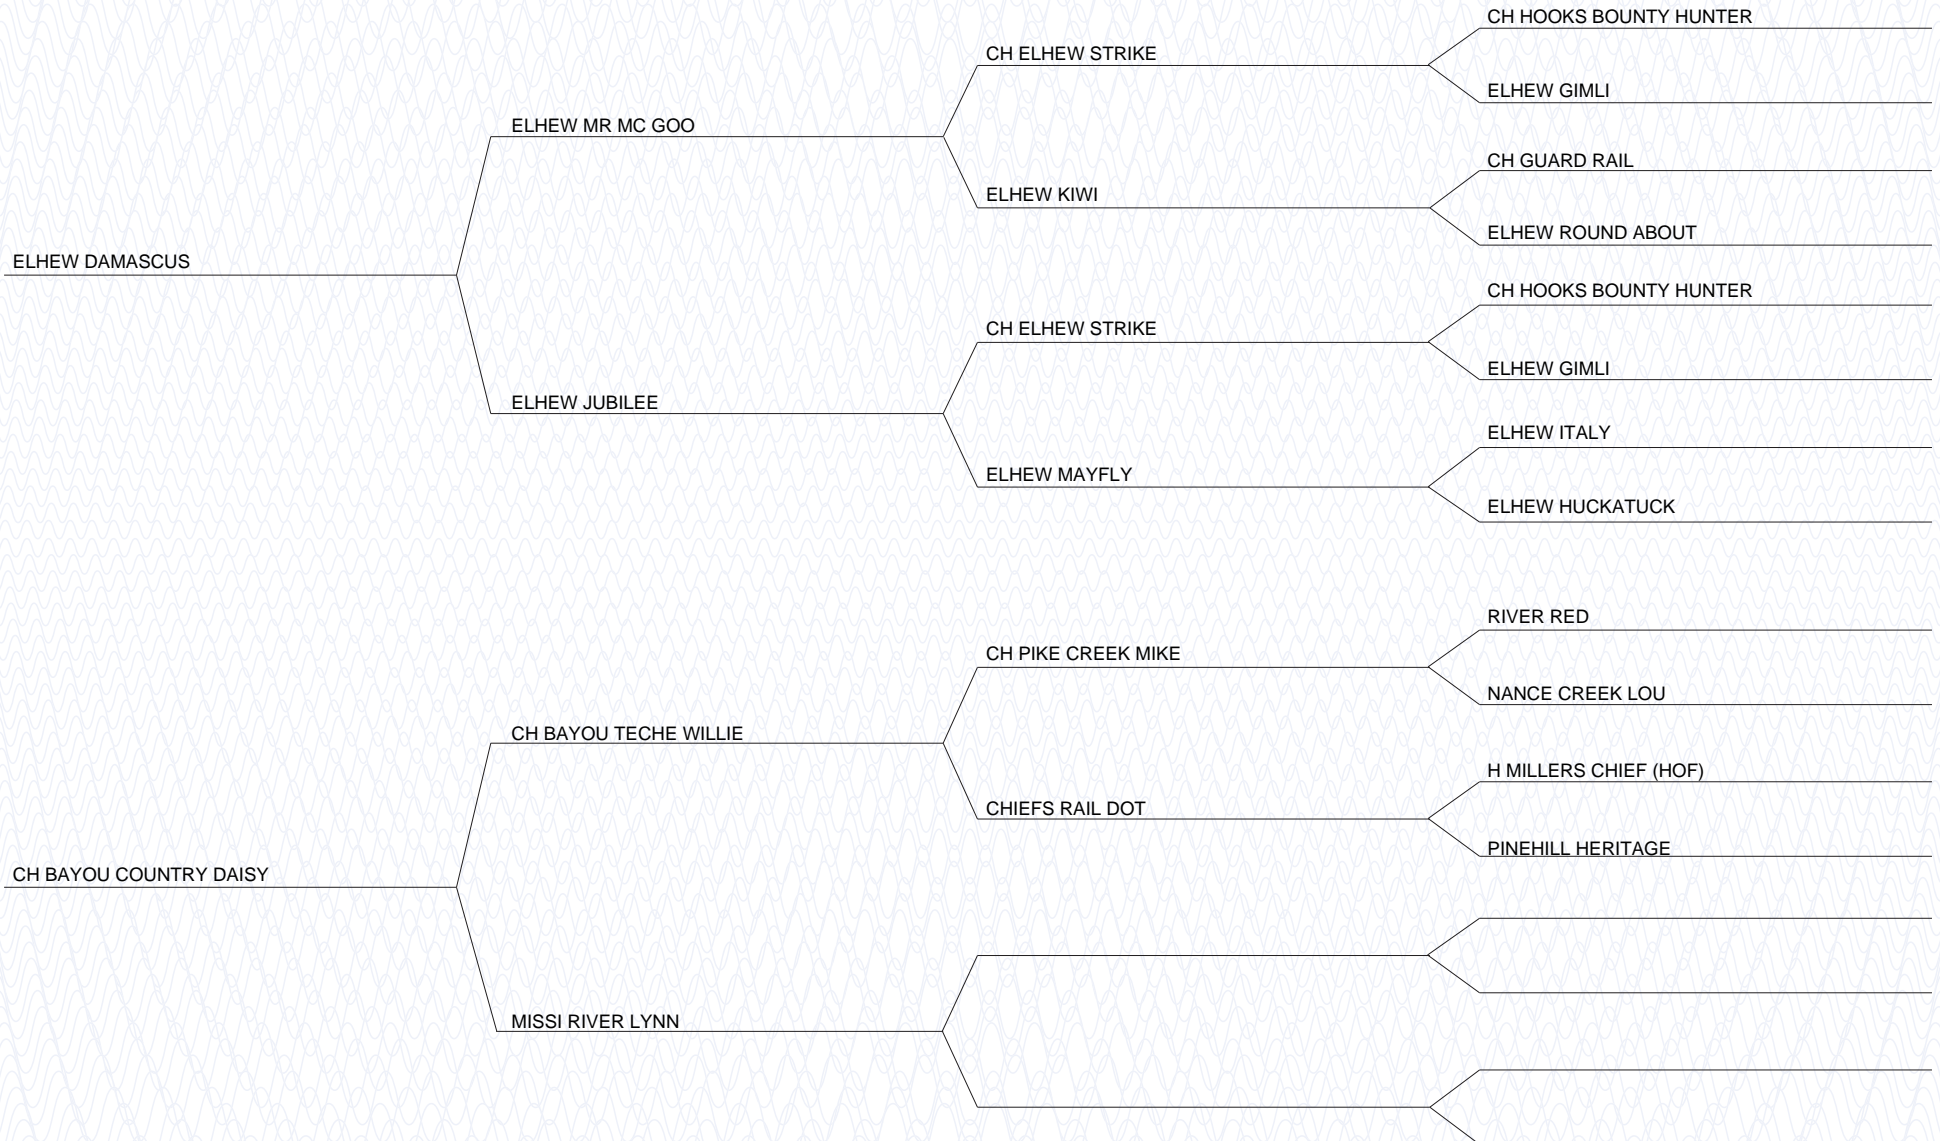 CH HOOKS BOUNTY HUNTER
CH ELHEW STRIKE
ELHEW GIMLI
ELHEW MR MC GOO
CH GUARD RAIL
ELHEW KIWI
ELHEW ROUND ABOUT
ELHEW DAMASCUS
CH HOOKS BOUNTY HUNTER
CH ELHEW STRIKE
ELHEW GIMLI
ELHEW JUBILEE
ELHEW ITALY
ELHEW MAYFLY
ELHEW HUCKATUCK
RIVER RED
CH PIKE CREEK MIKE
NANCE CREEK LOU
CH BAYOU TECHE WILLIE
H MILLERS CHIEF (HOF)
CHIEFS RAIL DOT
PINEHILL HERITAGE
CH BAYOU COUNTRY DAISY
MISSI RIVER LYNN